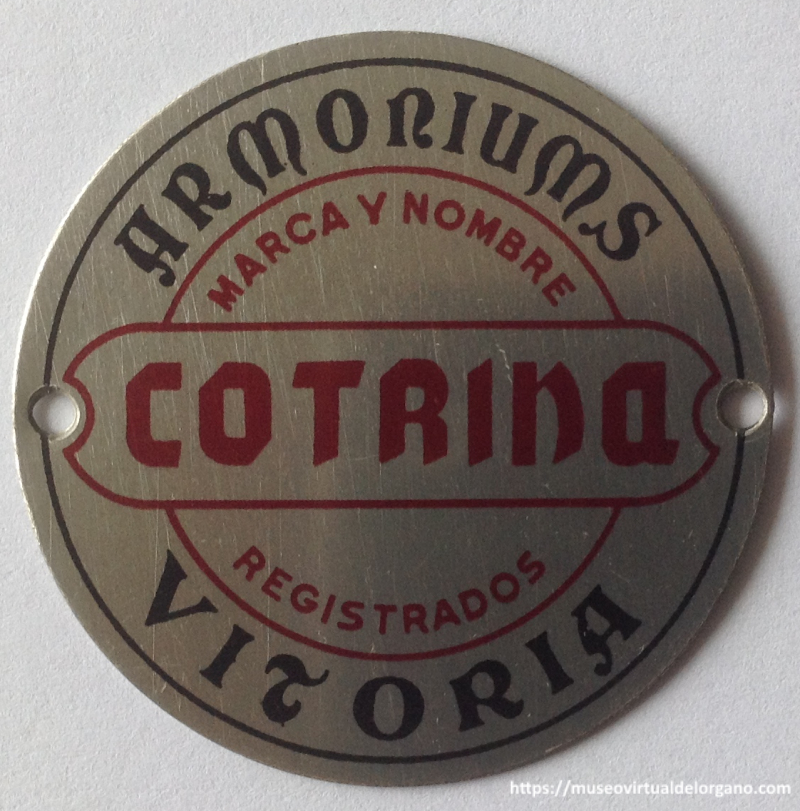 ARMONIUMS
MARCA Y NOMBRE
COTRINA
REGISTRADOS
VITORIA
https://museovirtualdelorgano.com